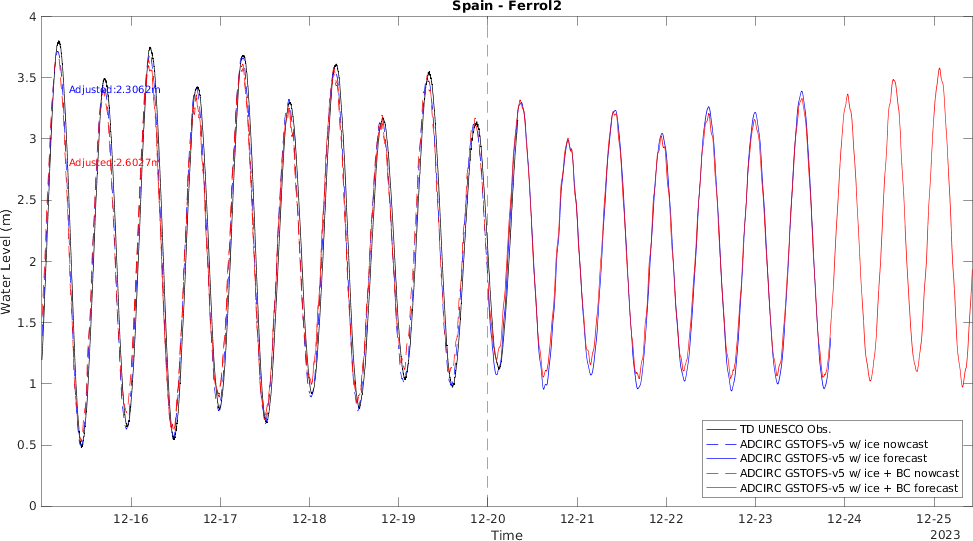 Spain - Ferrol2
4
3.5
3
2.5
2
1.5
1
0.5
0
Water Level (m)
Adjusted:2.3062m
Adjusted:2.6027m
TD UNESCO Obs.
ADCIRC GSTOFS-v5 w/ ice nowcast
ADCIRC GSTOFS-v5 w/ ice forecast
ADCIRC GSTOFS-v5 w/ ice + BC nowcast
ADCIRC GSTOFS-v5 w/ ice + BC forecast
12-16 12-17 12-18 12-19 12-20 12-21 12-22 12-23 12-24 12-25
2023
Time